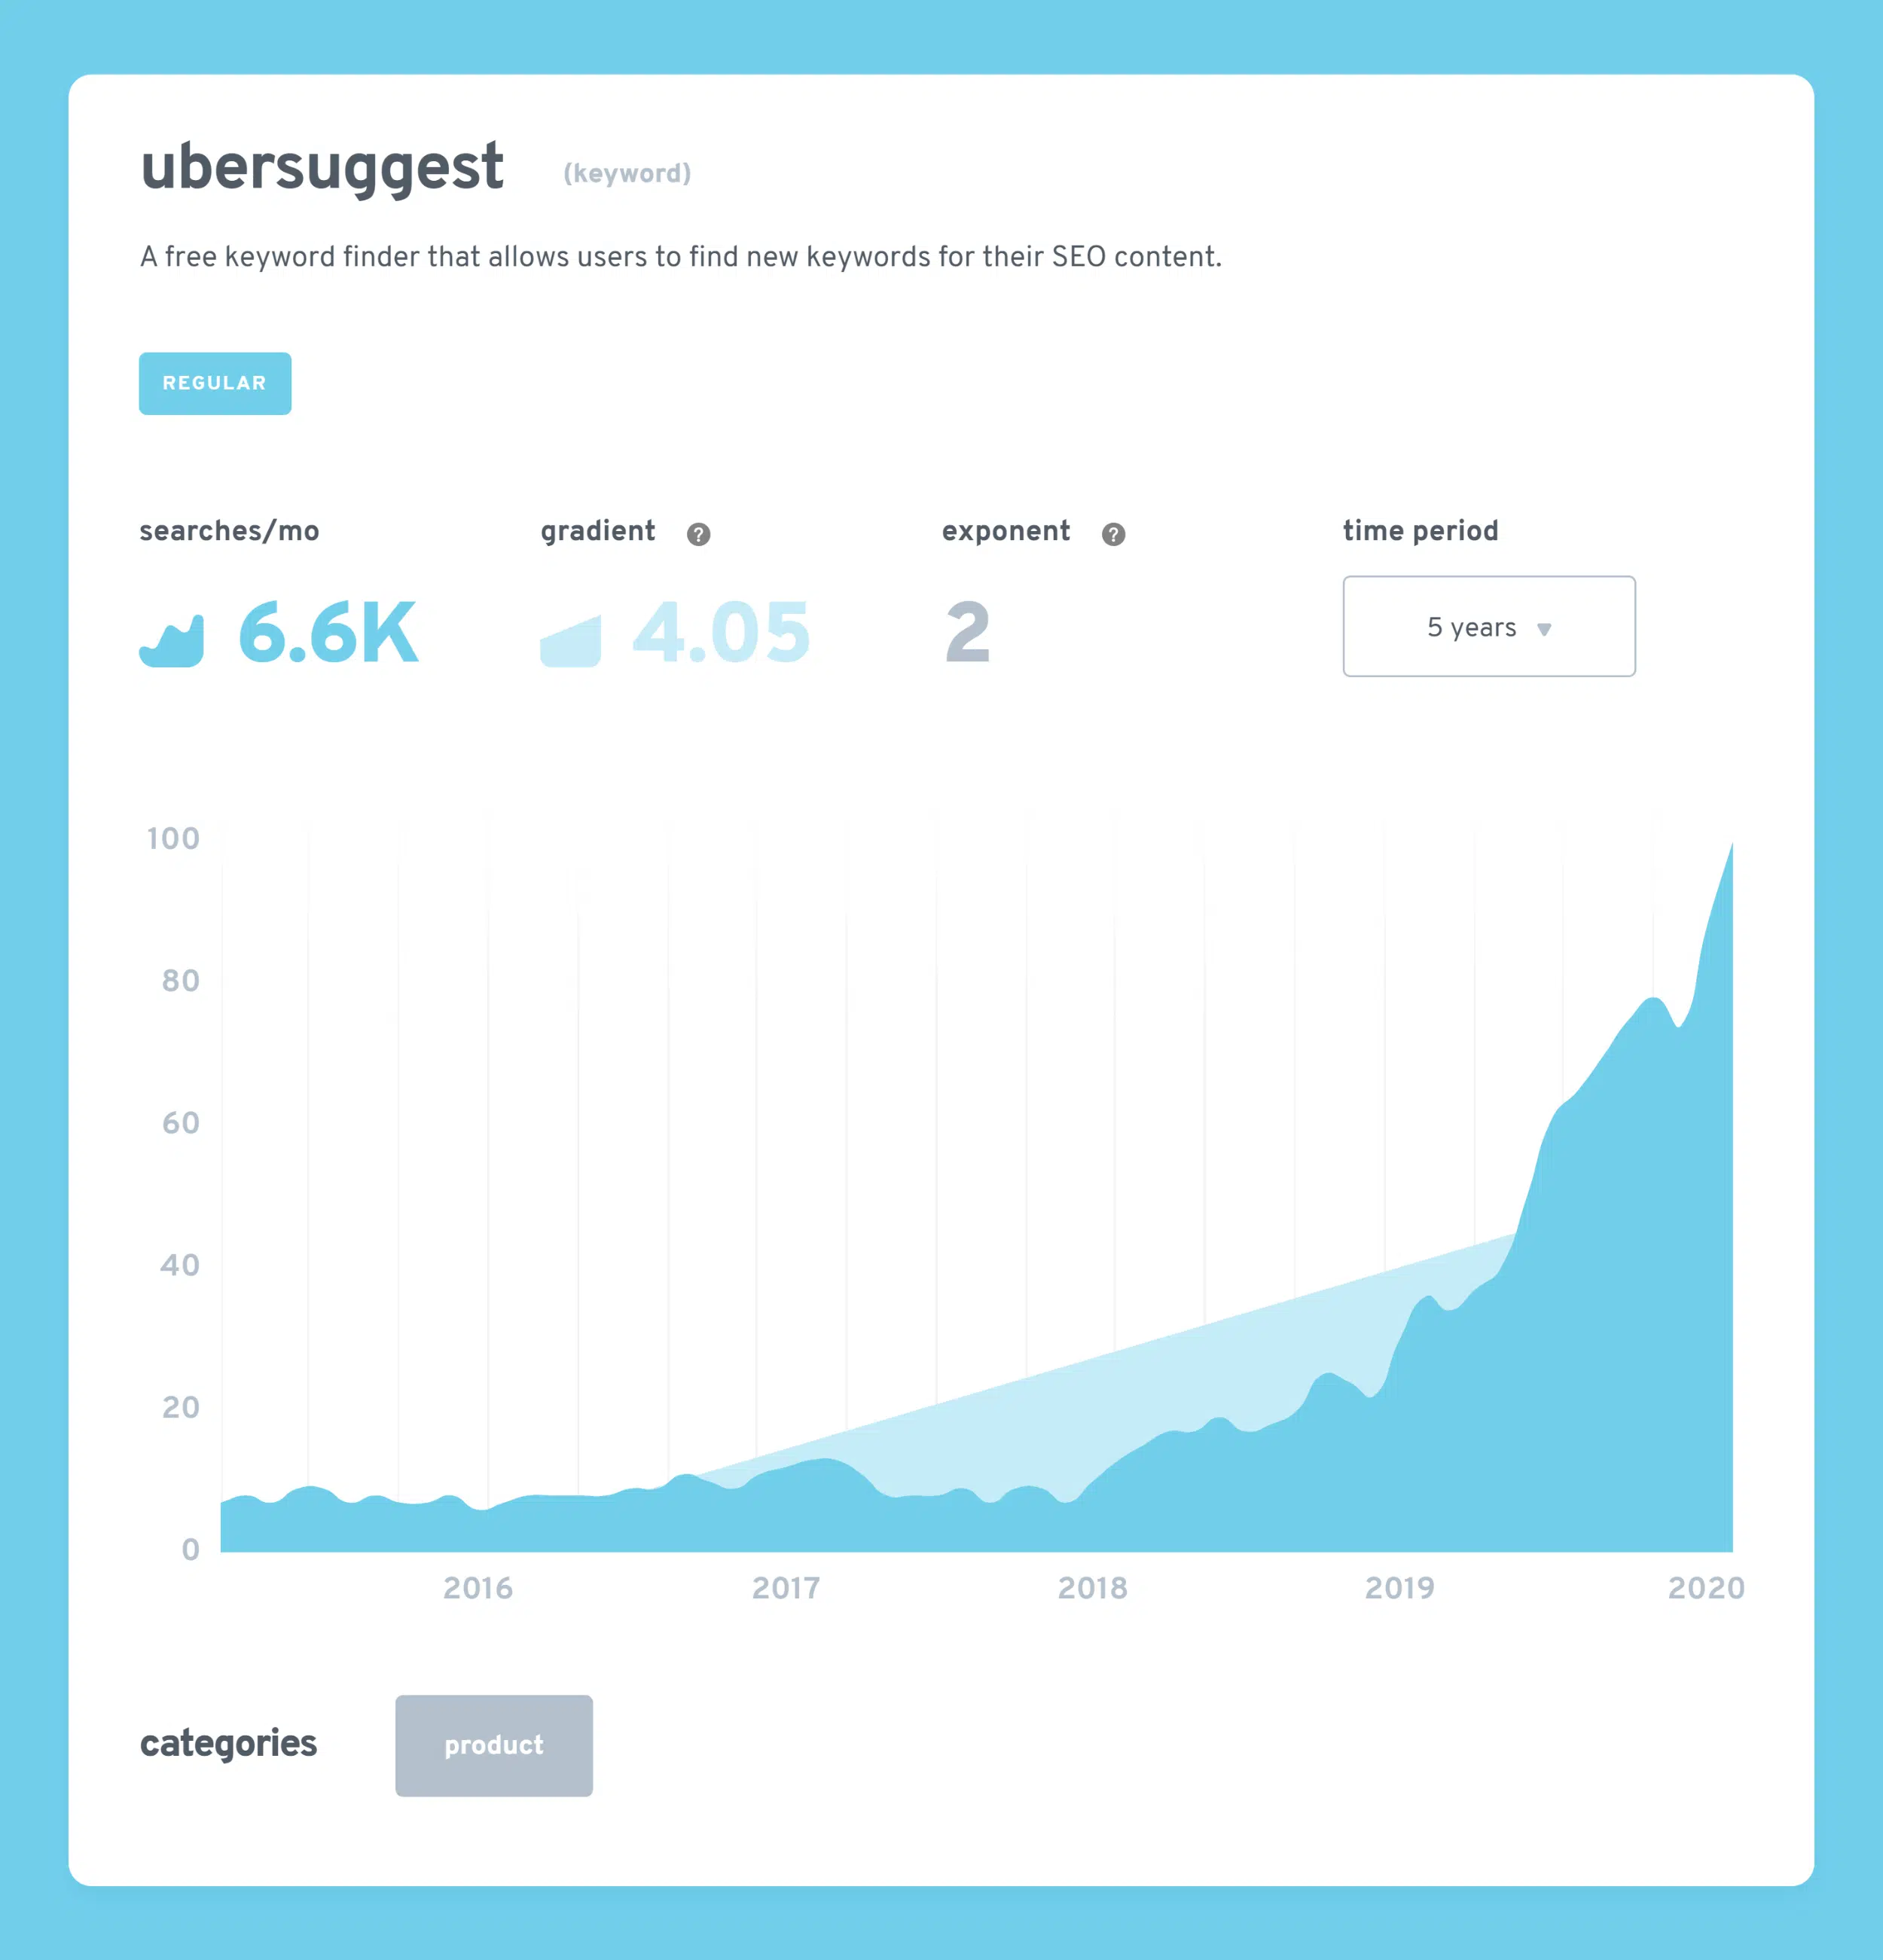 ubersuggest (keyword)
A free keyword finder that allows users to find new keywords for their SEO content.
REGULAR
searches/mo gradient ? exponent ? time period
6.6K 4.05 2 5 years
100
80
60
40
20
0
2016 2017 2018 2019 2020
categories product